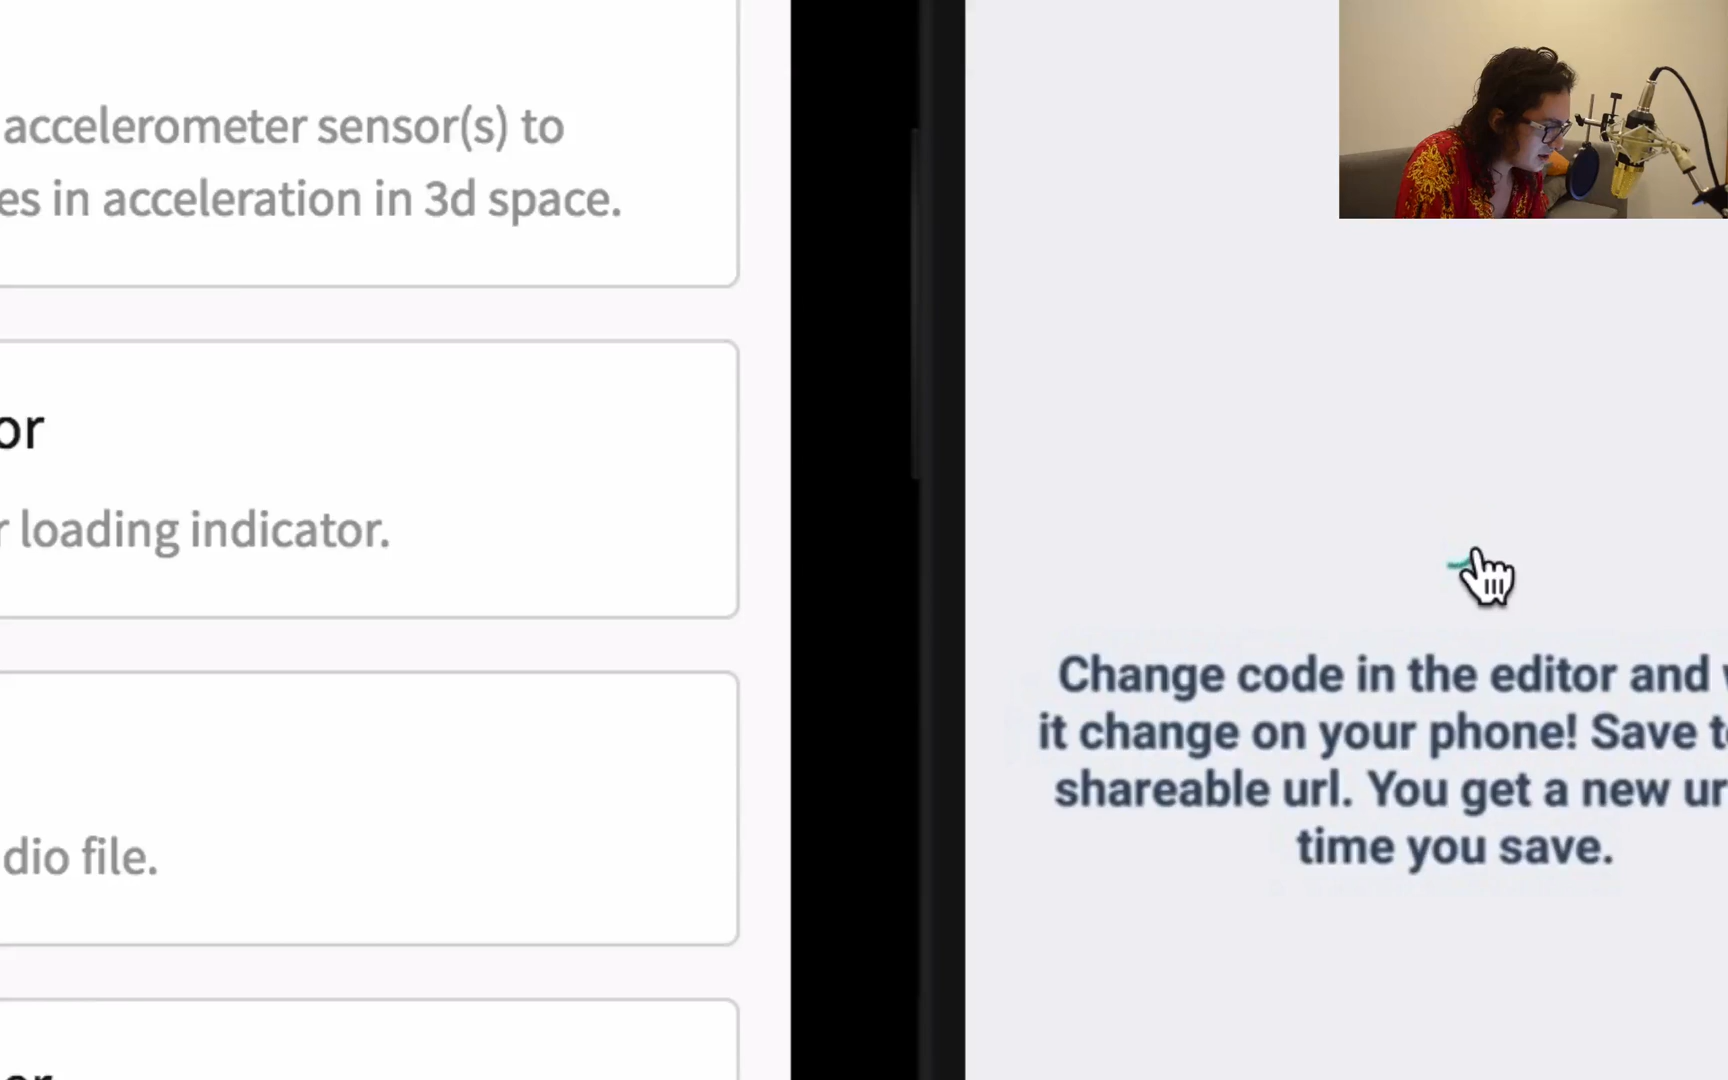 accelerometer sensor(s) to
es in acceleration in 3d space.
or
r loading indicator.
dio file.
Change code in the editor and
it change on your phone! Save
shareable url. You get a new
time you save.